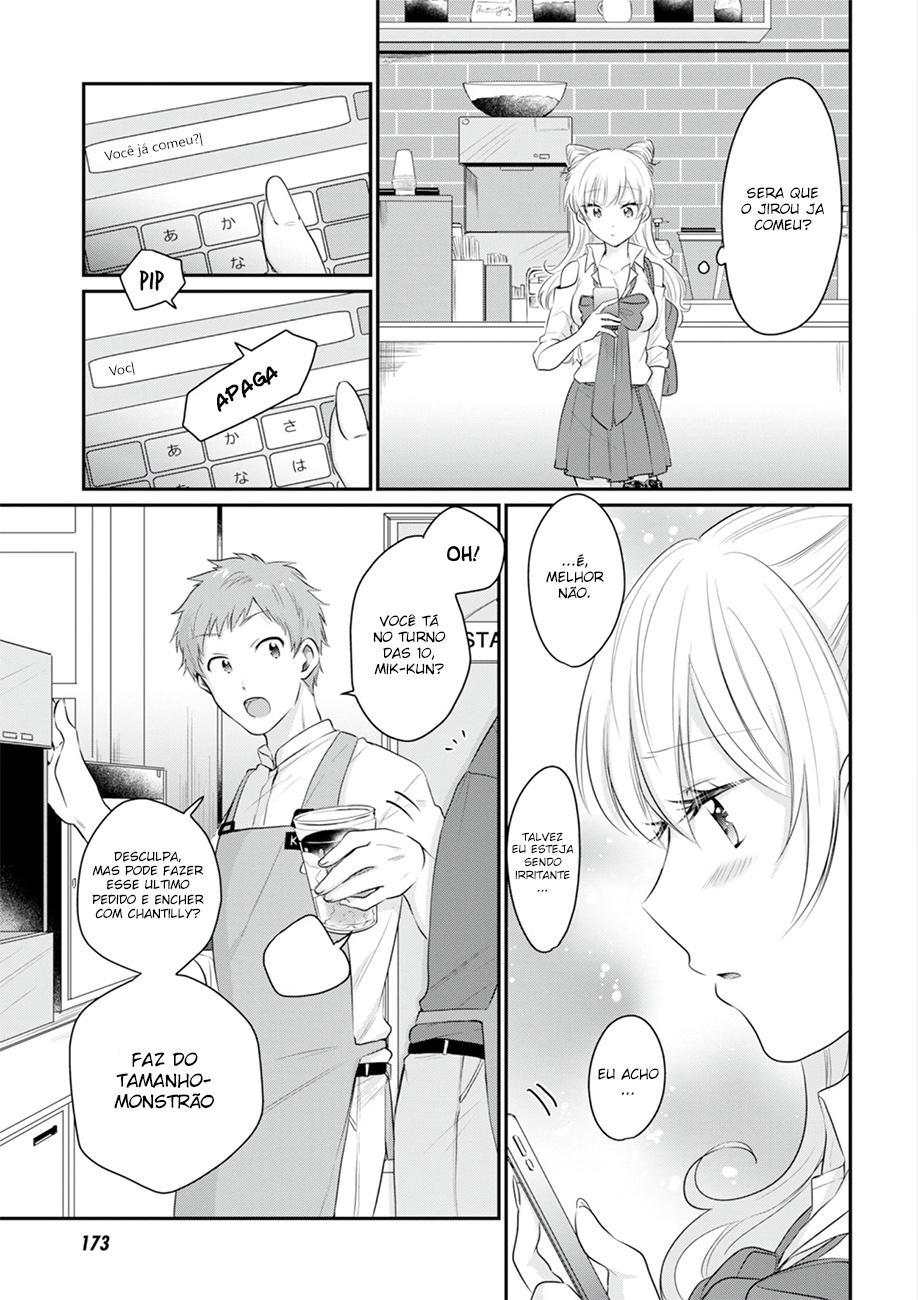 SERA QUE
O JIROU JA
COMEU?
Você já comeu?|
あ か
な
PIP
Voc|
APAGA
あ か さ
た な は
...É,
MELHOR
NÃO.
TALVEZ
EU ESTEJA
SENDO
IRRITANTE
...
EU ACHO
...
OH!
VOCÊ TÁ
NO TURNO
DAS 10,
MIK-KUN?
STA
K
DESCULPA,
MAS PODE FAZER
ESSE ULTIMO
PEDIDO E ENCHER
COM CHANTILLY?
FAZ DO
TAMANHO-
MONSTRÃO
173